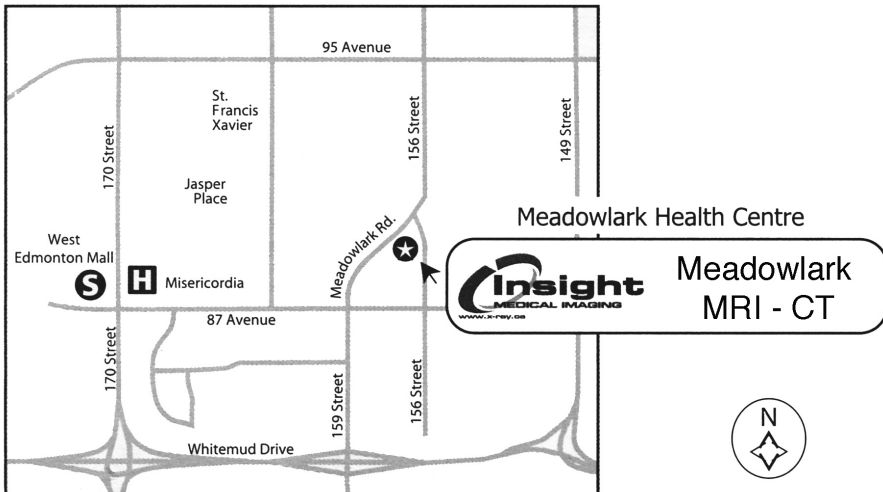 95 Avenue
St.
Francis
Xavier
170 Street
156 Street
149 Street
Jasper
Place
Meadowlark Rd.
Meadowlark Health Centre
West
Edmonton Mall
S
H
Misericordia
Insight
MEDICAL IMAGING
www.x-ray.ca
Meadowlark
MRI - CT
87 Avenue
170 Street
159 Street
156 Street
Whitemud Drive
N